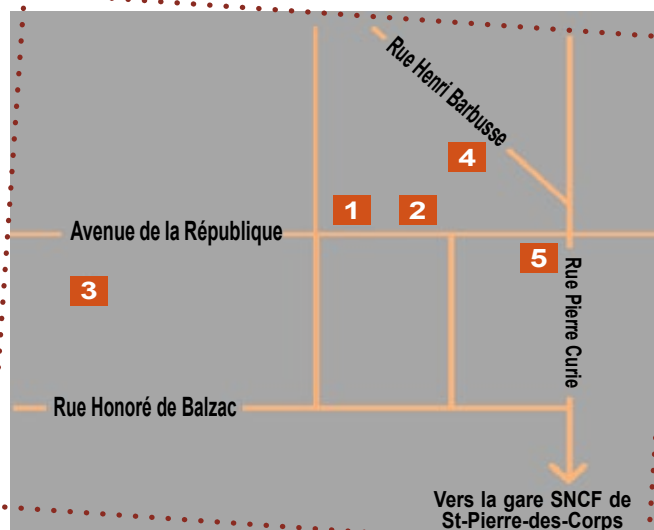 Rue Henri Barbusse
4
1
2
Avenue de la République
5
3
Rue Pierre Curie
Rue Honoré de Balzac
Vers la gare SNCF de
St-Pierre-des-Corps